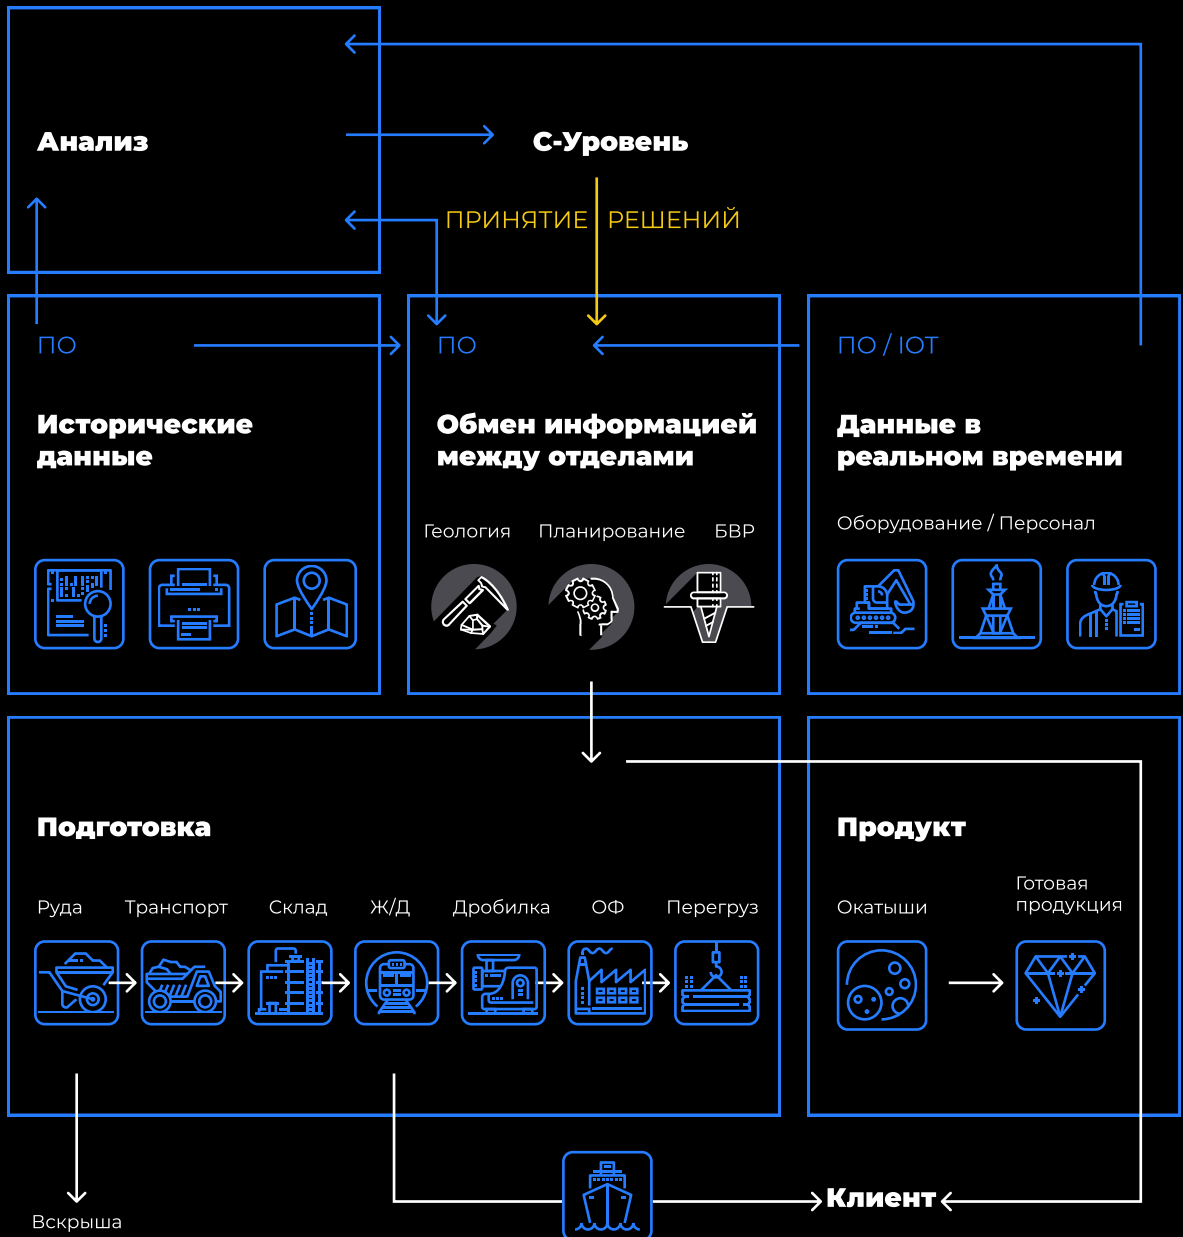 Анализ
С-Уровень
ПРИНЯТИЕ РЕШЕНИЙ
ПО
Исторические
данные
ПО
Обмен информацией
между отделами
Геология Планирование БВР
ПО / IOT
Данные в
реальном времени
Оборудование / Персонал
Подготовка
Руда Транспорт Склад Ж/Д Дробилка ОФ Перегруз
Продукт
Окатыши
Готовая
продукция
Вскрыша
Клиент